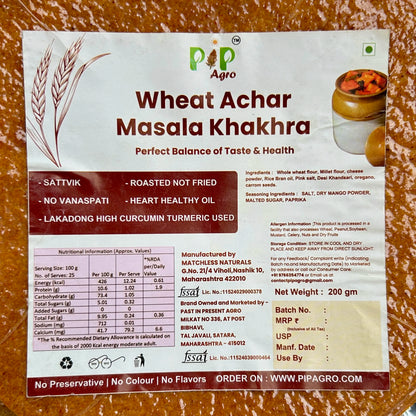 PiP™
Agro
Wheat Achar
Masala Khakhra
Perfect Balance of Taste & Health
- SATTVIK
- ROASTED NOT FRIED
- NO VANASPATI
- HEART HEALTHY OIL
- LAKADONG HIGH CURCUMIN TURMERIC USED
Ingredients : Whole wheat flour, Millet flour, cheese
powder, Rice Bran oil, Pink salt, Desi Khandkari, oregano,
carrom seeds.
Seasoning Ingredients : SALT, DRY MANGO POWDER,
MALTED SUGAR, PAPRIKA
Allergen Information :This product is processed in
a facility that also processes Wheat, Peanut,Soybean,
Mustard, Celery, Nuts and Dry Fruits
Storage Condition: STORE IN COOL AND DRY
PLACE AND KEEP AWAY FROM DIRECT SUNLIGHT.
For Feedback/Complaint write (indicating
Batch no.and Manufacturing Date) to Marketed
by address or call our Consumer Care.
contactpipagro@gmail.com
Net Weight : 200 gm
Nutritional information (Approx. Values)
Serving Size: 100 g
No. of Serving: 25
Per 100 g
Per Serve
%RDA
per/Daily
Value
Energy (kcal) 426 12.24 0.61
Protein (g) 10.6 1.02 1.9
Carbohydrate (g) 73.4 1.05
Total Sugars (g) 5.01 0.32
Added Sugars (g) 0 0
Total Fat (g) 9.95 0.24 0.36
Sodium (mg) 712 0.01
Calcium (mg) 41.7 79.2 6.6
*The % Recommended Dietary Allowance is calculated on
the basis of 2000 Kcal energy moderate adult.
Manufactured by
MATCHLESS NATURALS
G.No. 21/4 Viholi,Nashik 10,
Maharashtra 422010
fssai Lic. No.:11522029000378
Brand Owned and Marketed by -
PAST IN PRESENT AGRO
MILKAT NO 336, AT POST
BIBHAVI,
TAL JAVALI, SATARA,
MAHARASHTRA - 415012
fssai Lic. No.: 11524030000464
Batch No. :
MRP ₹ :
(Inclusive of All Tax)
USP :
Manf. Date :
Use By :
No Preservative | No Colour | No Flavors
ORDER ON : WWW.PIPAGRO.COM